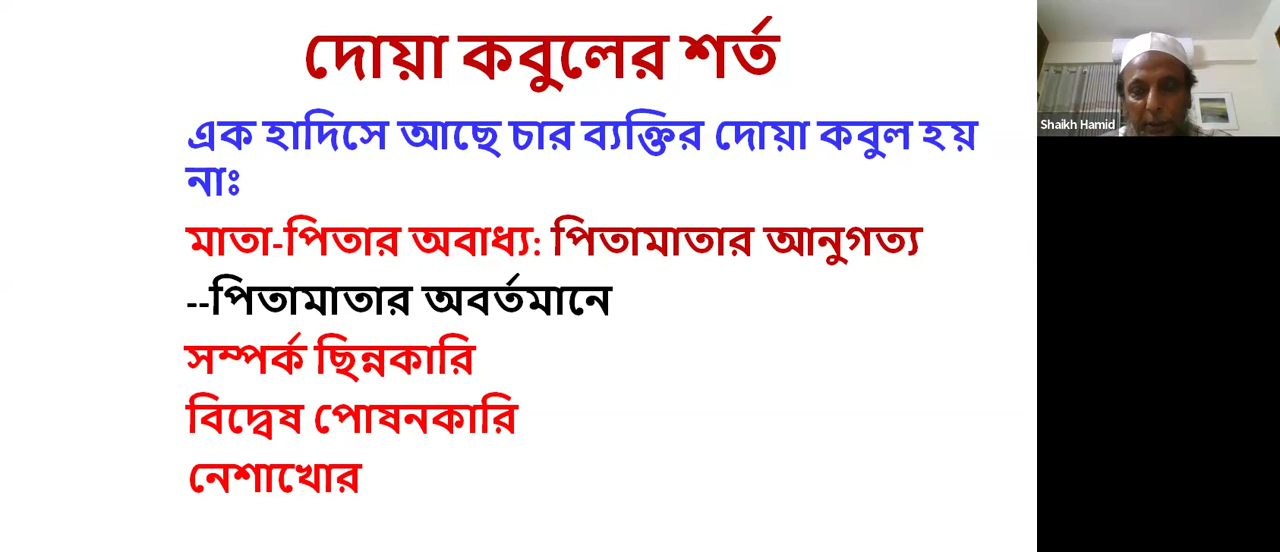 দোয়া কবুলের শর্ত
এক হাদিসে আছে চার ব্যক্তির দোয়া কবুল হয়
নাঃ
মাতা-পিতার অবাধ্য: পিতামাতার আনুগত্য
--পিতামাতার অবর্তমানে
সম্পর্ক ছিন্নকারি
বিদ্বেষ পোষনকারি
নেশাখোর
Shaikh Hamid